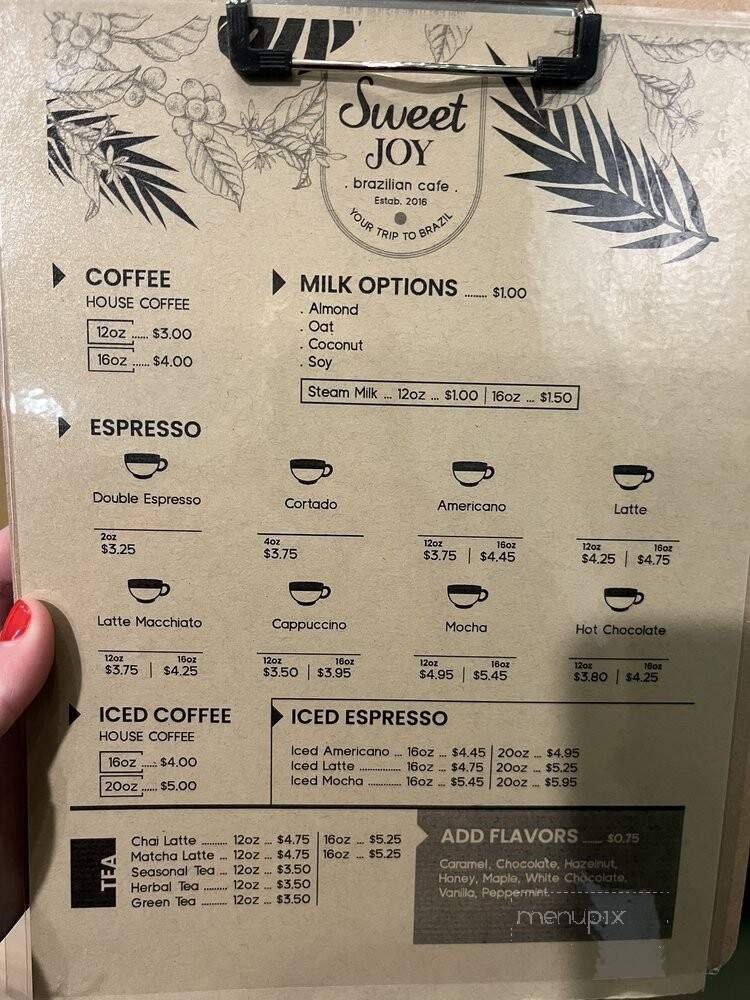 Sweet
JOY
. brazilian cafe .
Estab. 2016
YOUR TRIP TO BRAZIL
COFFEE
HOUSE COFFEE
12oz ...... $3.00
16oz ...... $4.00
MILK OPTIONS ........ $1.00
. Almond
. Oat
. Coconut
. Soy
Steam Milk ... 12oz ... $1.00 | 16oz ... $1.50
ESPRESSO
Double Espresso
2oz
$3.25
Cortado
4oz
$3.75
Americano
12oz 16oz
$3.75 | $4.45
Latte
12oz 16oz
$4.25 | $4.75
Latte Macchiato
12oz 16oz
$3.75 | $4.25
Cappuccino
12oz 16oz
$3.50 | $3.95
Mocha
12oz 16oz
$4.95 | $5.45
Hot Chocolate
12oz 16oz
$3.80 | $4.25
ICED COFFEE
HOUSE COFFEE
16oz ...... $4.00
20oz ...... $5.00
ICED ESPRESSO
Iced Americano ... 16oz ... $4.45 | 20oz ... $4.95
Iced Latte ............... 16oz ... $4.75 | 20oz ... $5.25
Iced Mocha ............ 16oz ... $5.45 | 20oz ... $5.95
TEA
Chai Latte ......... 12oz ... $4.75 | 16oz ... $5.25
Matcha Latte ... 12oz ... $4.75 | 16oz ... $5.25
Seasonal Tea ... 12oz ... $3.50
Herbal Tea ........ 12oz ... $3.50
Green Tea ......... 12oz ... $3.50
ADD FLAVORS ...... $0.75
Caramel, Chocolate, Hazelnut,
Honey, Maple, White Chocolate,
Vanilla, Peppermint.
menupix